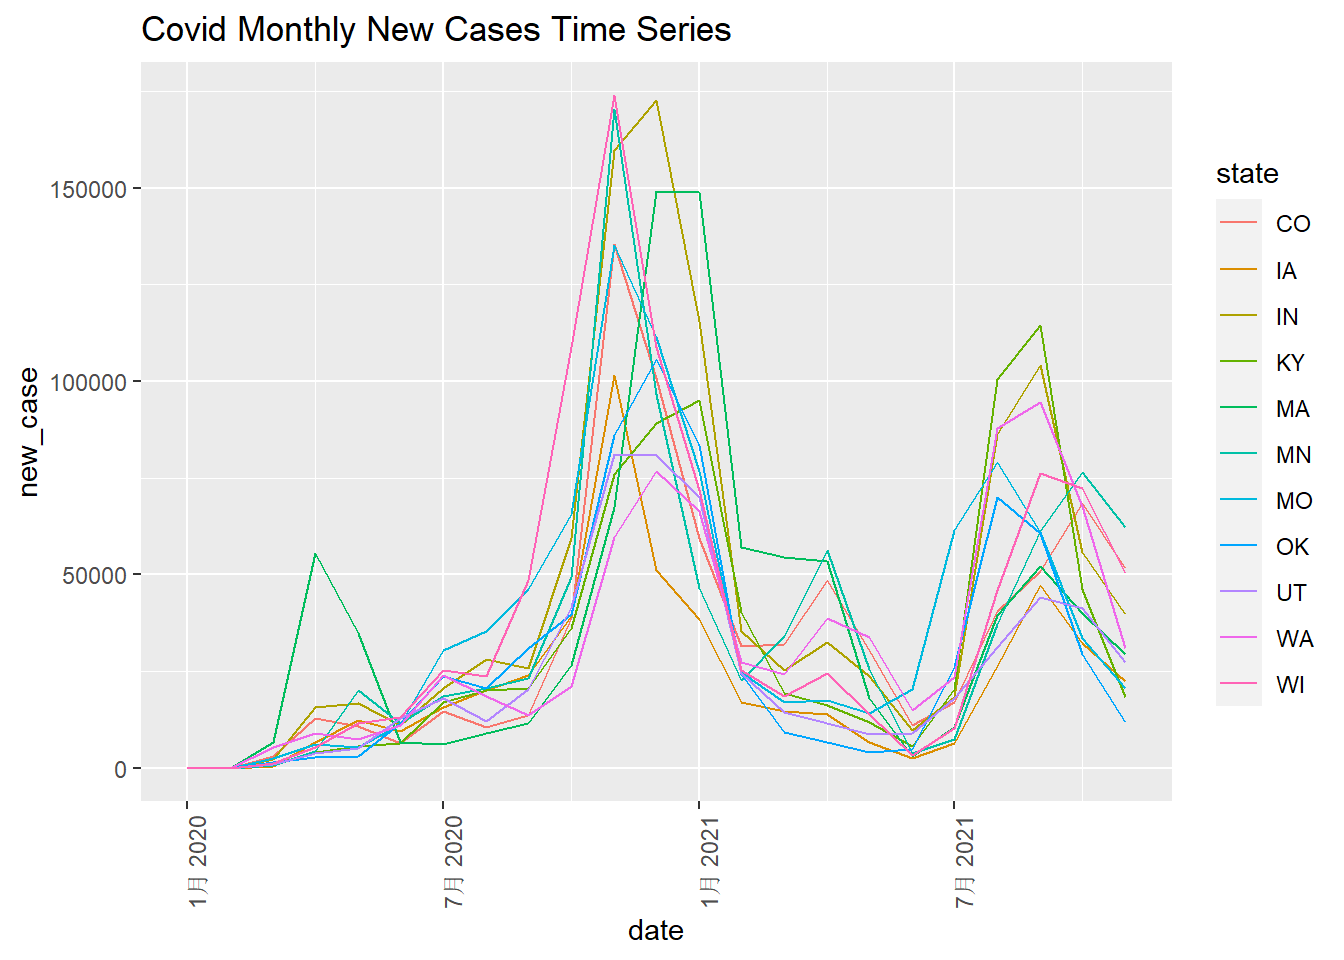 Covid Monthly New Cases Time Series
new_case
150000
100000
50000
0
1月 2020
7月 2020
1月 2021
7月 2021
date
state
CO
IA
IN
KY
MA
MN
MO
OK
UT
WA
WI